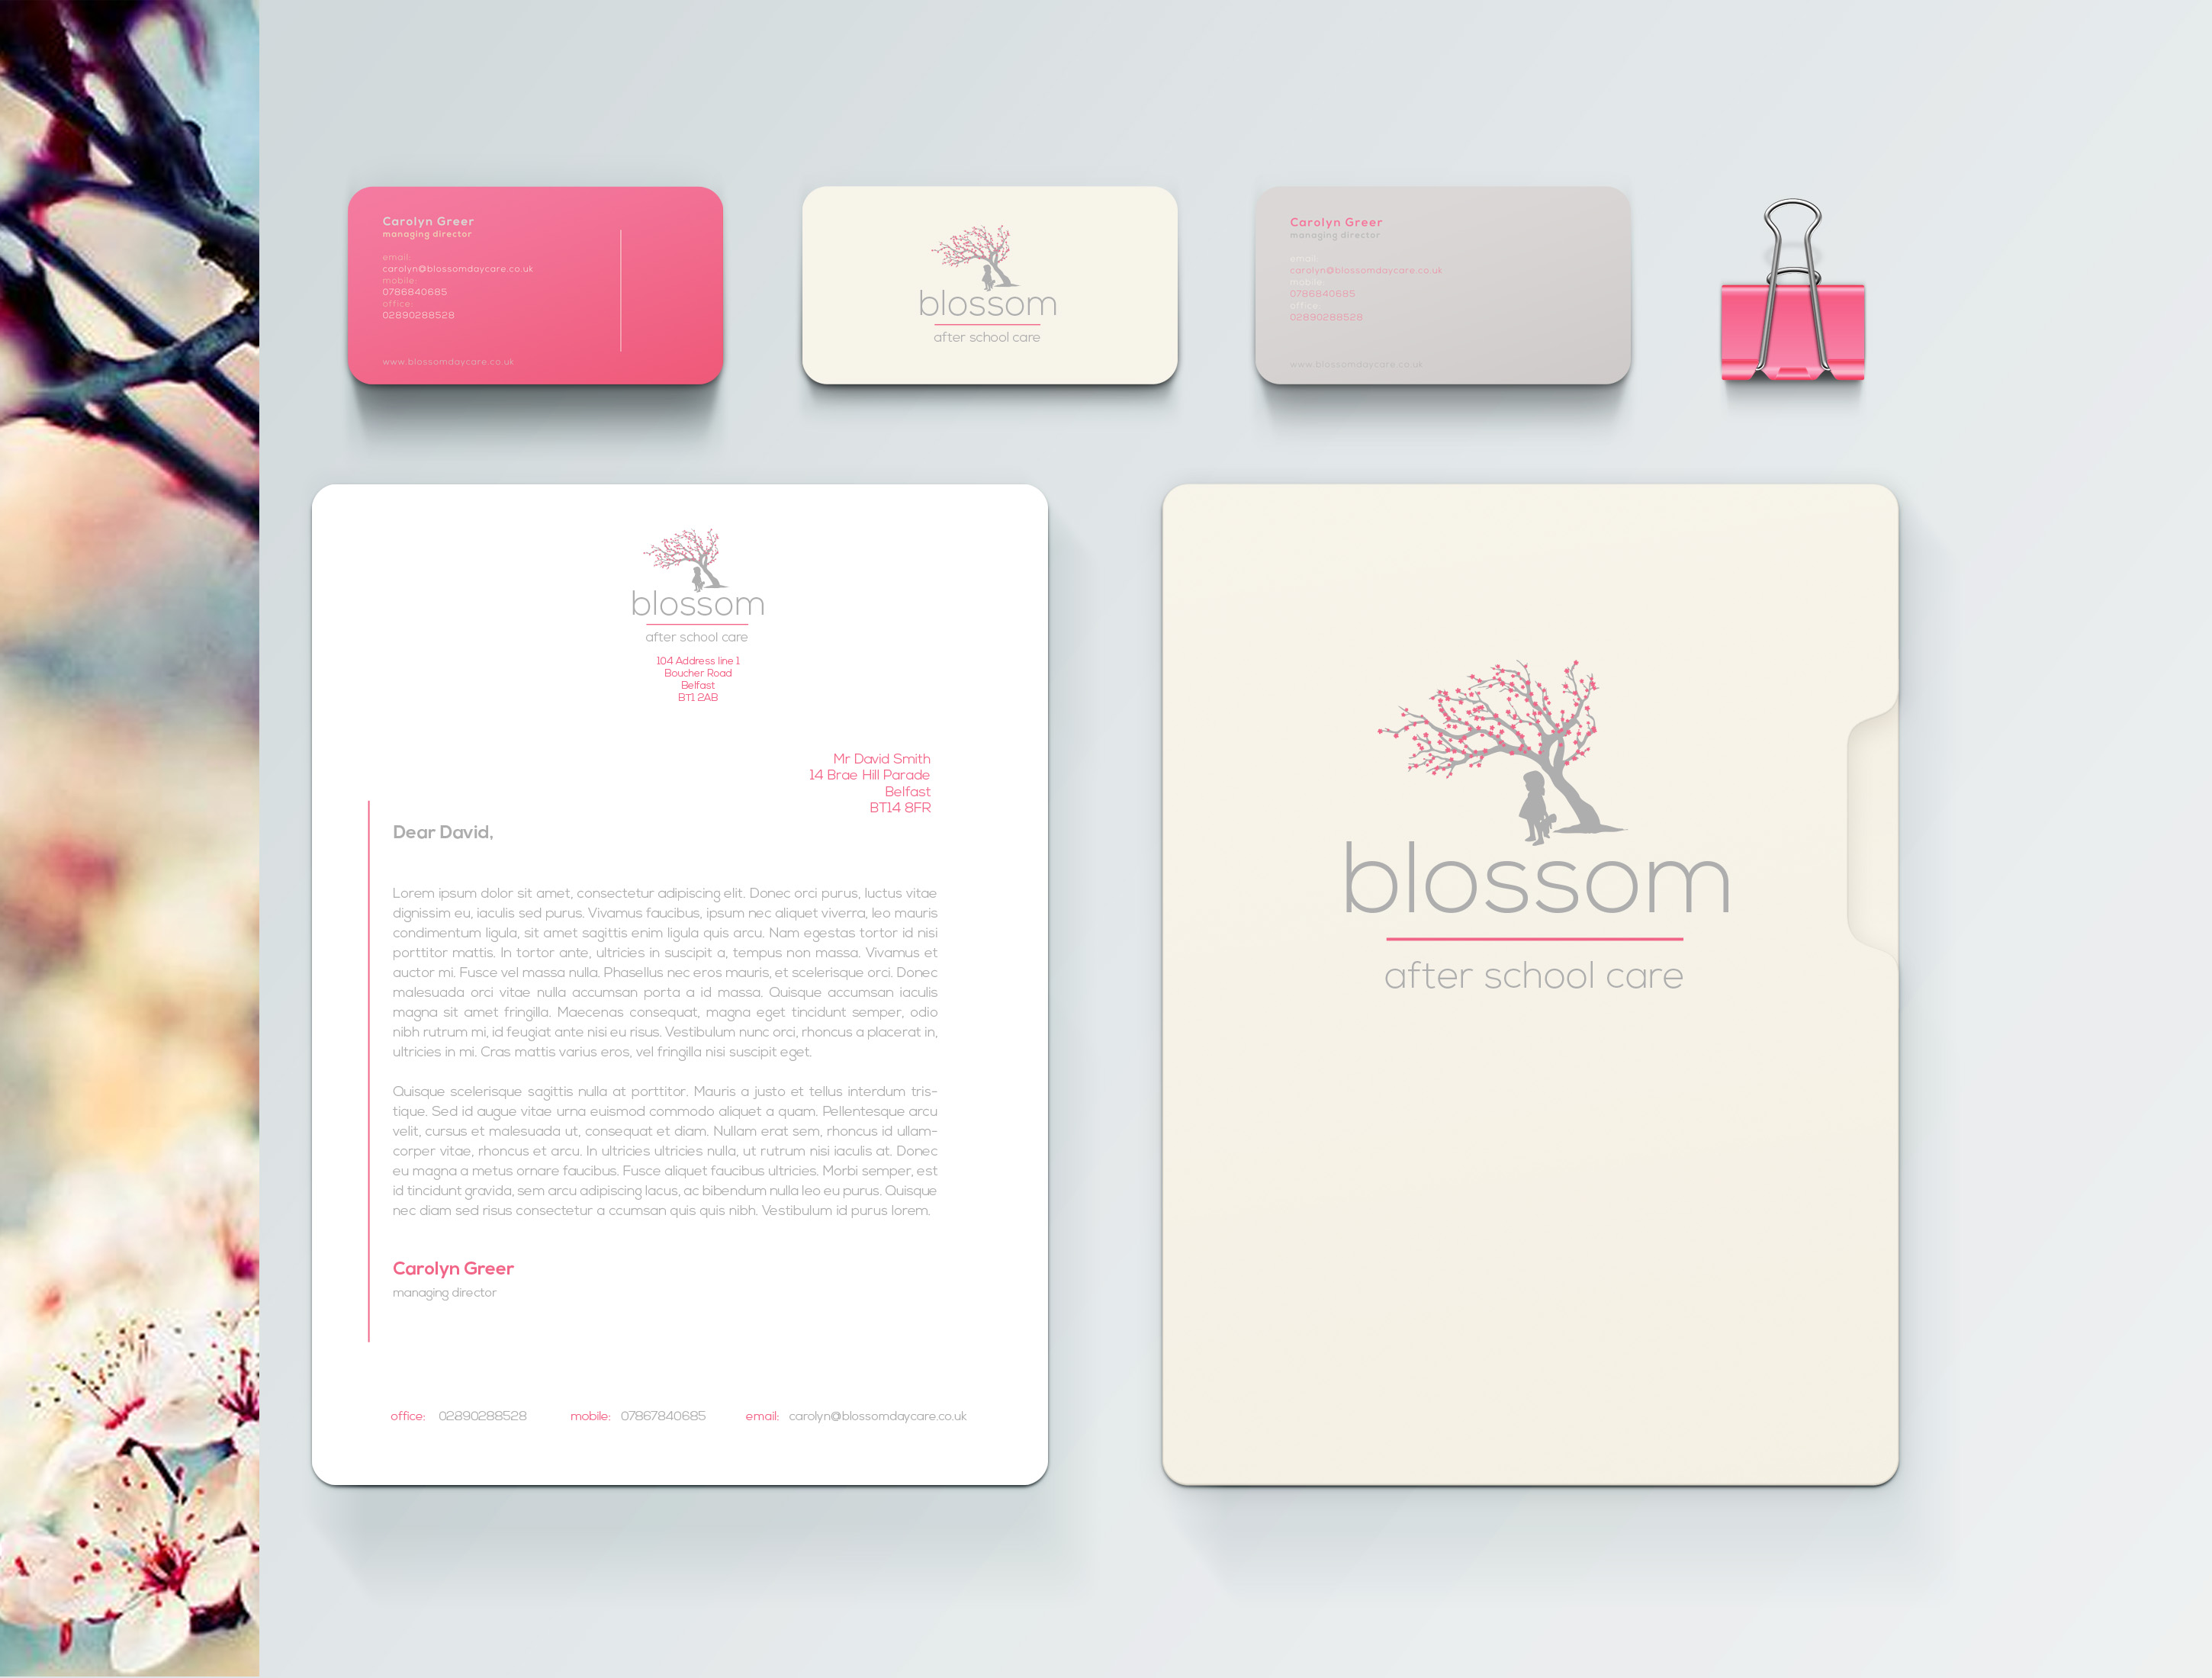 Carolyn Greer
managing director
email:
carolyn@blossomdaycare.co.uk
mobile:
0786840685
office:
02890288528
www.blossomdaycare.co.uk
blossom
after school care
Carolyn Greer
managing director
email:
carolyn@blossomdaycare.co.uk
mobile:
0786840685
office:
02890288528
www.blossomdaycare.co.uk
blossom
after school care
104 Address line 1
Boucher Road
Belfast
BT1 2AB
Mr David Smith
14 Brae Hill Parade
Belfast
BT14 8FR
Dear David,
Lorem ipsum dolor sit amet, consectetur adipiscing elit. Donec orci purus, luctus vitae
dignissim eu, iaculis sed purus. Vivamus faucibus, ipsum nec aliquet viverra, leo mauris
condimentum ligula, sit amet sagittis enim ligula quis arcu. Nam egestas tortor id nisi
porttitor mattis. In tortor ante, ultricies in suscipit a, tempus non massa. Vivamus et
auctor mi. Fusce vel massa nulla. Phasellus nec eros mauris, et scelerisque orci. Donec
malesuada orci vitae nulla accumsan porta a id massa. Quisque accumsan iaculis
magna sit amet fringilla. Maecenas consequat, magna eget tincidunt semper, odio
nibh rutrum mi, id feugiat ante nisi eu risus. Vestibulum nunc orci, rhoncus a placerat in,
ultricies in mi. Cras mattis varius eros, vel fringilla nisi suscipit eget.
Quisque scelerisque sagittis nulla at porttitor. Mauris a justo et tellus interdum tris-
tique. Sed id augue vitae urna euismod commodo aliquet a quam. Pellentesque arcu
velit, cursus et malesuada ut, consequat et diam. Nullam erat sem, rhoncus id ullam-
corper vitae, rhoncus et arcu. In ultricies ultricies nulla, ut rutrum nisi iaculis at. Donec
eu magna a metus ornare faucibus. Fusce aliquet faucibus ultricies. Morbi semper, est
id tincidunt gravida, sem arcu adipiscing lacus, ac bibendum nulla leo eu purus. Quisque
nec diam sed risus consectetur a ccumsan quis quis nibh. Vestibulum id purus lorem.
Carolyn Greer
managing director
office: 02890288528 mobile: 07867840685 email: carolyn@blossomdaycare.co.uk
blossom
after school care